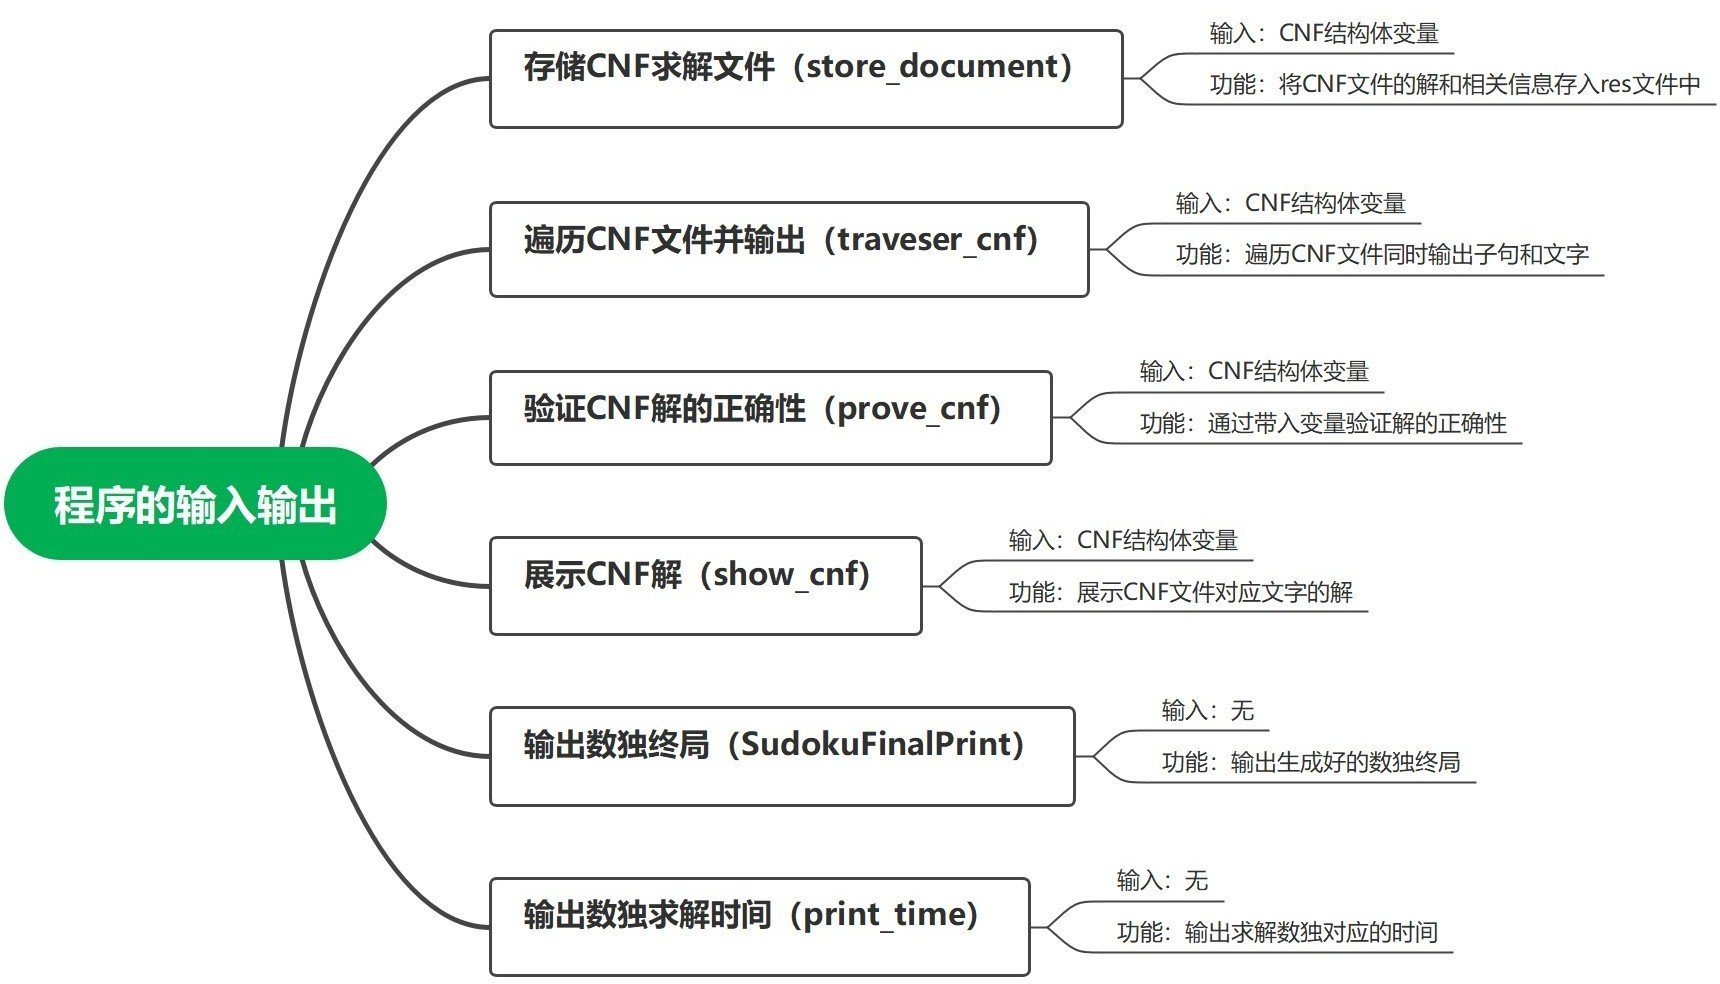 程序的输入输出
存储CNF求解文件（store_document）
输入：CNF结构体变量
功能：将CNF文件的解和相关信息存入res文件中
遍历CNF文件并输出（traveser_cnf）
输入：CNF结构体变量
功能：遍历CNF文件同时输出子句和文字
验证CNF解的正确性（prove_cnf）
输入：CNF结构体变量
功能：通过带入变量验证解的正确性
展示CNF解（show_cnf）
输入：CNF结构体变量
功能：展示CNF文件对应文字的解
输出数独终局（SudokuFinalPrint）
输入：无
功能：输出生成好的数独终局
输出数独求解时间（print_time）
输入：无
功能：输出求解数独对应的时间